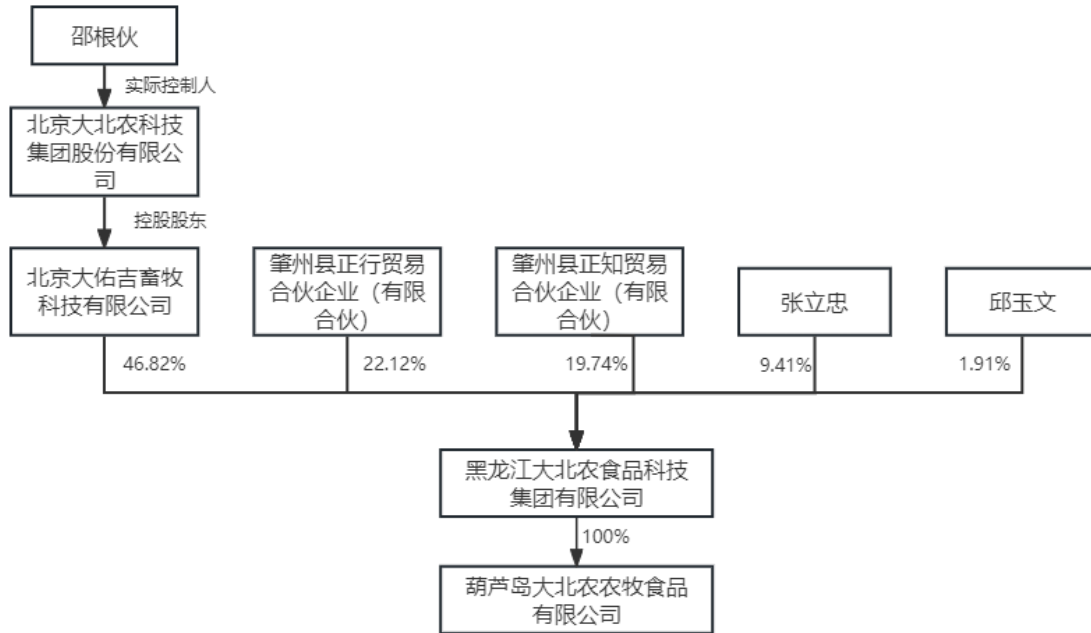 邵根伙
实际控制人
北京大北农科技
集团股份有限公
司
控股股东
北京大佑吉畜牧
科技有限公司
肇州县正行贸易
合伙企业（有限
合伙）
肇州县正知贸易
合伙企业（有限
合伙）
张立忠
邱玉文
46.82%
22.12%
19.74%
9.41%
1.91%
黑龙江大北农食品科技
集团有限公司
100%
葫芦岛大北农农牧食品
有限公司